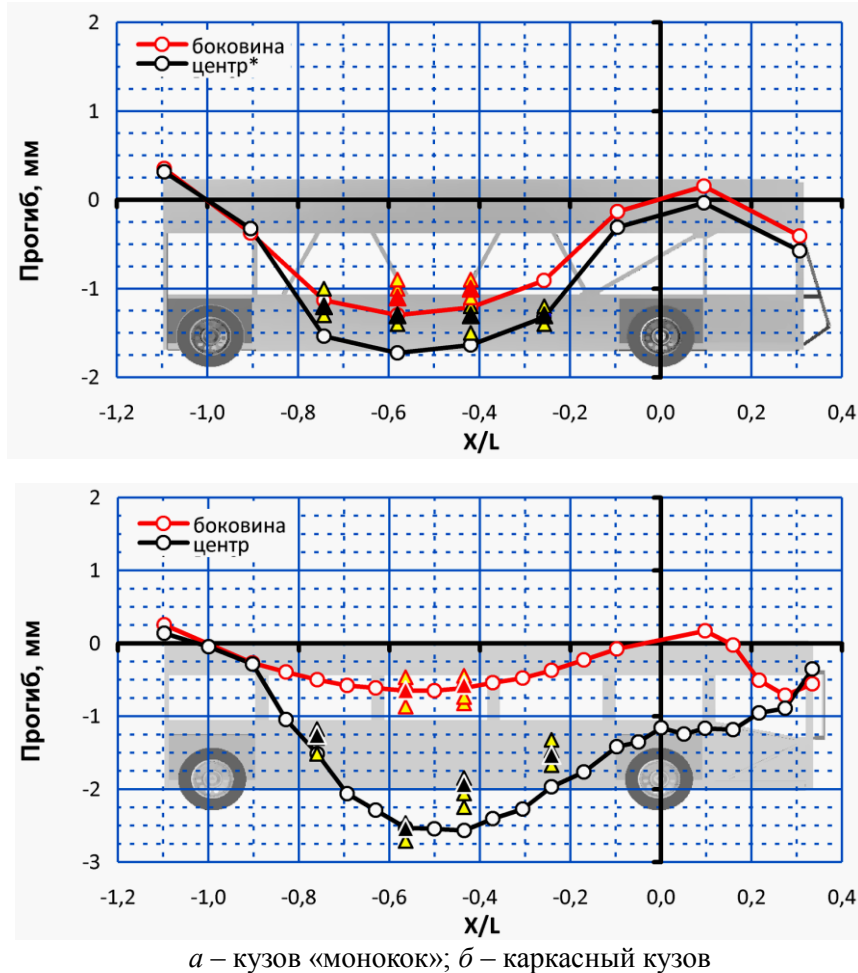 2
боковина
центр*
1
0
-1
-2
Прогиб, мм
-1,2 -1,0 -0,8 -0,6 -0,4 -0,2 0,0 0,2 0,4
X/L
2
боковина
центр
1
0
-1
-2
-3
Прогиб, мм
-1,2 -1,0 -0,8 -0,6 -0,4 -0,2 0,0 0,2 0,4
X/L
а – кузов «монокок»; б – каркасный кузов